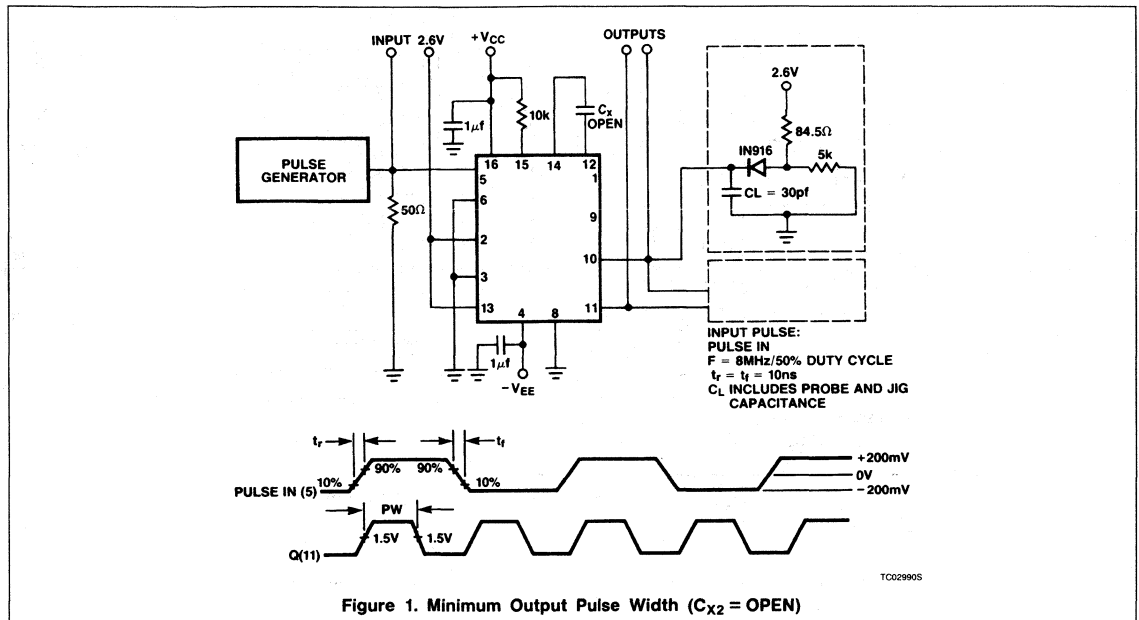 INPUT 2.6V +VCC OUTPUTS
2.6V
1μf
10k
CX
OPEN
84.5Ω
IN916
5k
PULSE
GENERATOR
16 15 14 12
5 1
CL = 30pf
50Ω
6
9
2
10
3
13 4 8 11
1μf
-VEE
INPUT PULSE:
PULSE IN
F = 8MHz/50% DUTY CYCLE
tr = tf = 10ns
CL INCLUDES PROBE AND JIG
CAPACITANCE
tr tf
90% 90%
10% 10%
+200mV
0V
-200mV
PULSE IN (5)
PW
1.5V 1.5V
Q(11)
TC02990S
Figure 1. Minimum Output Pulse Width (CX2 = OPEN)